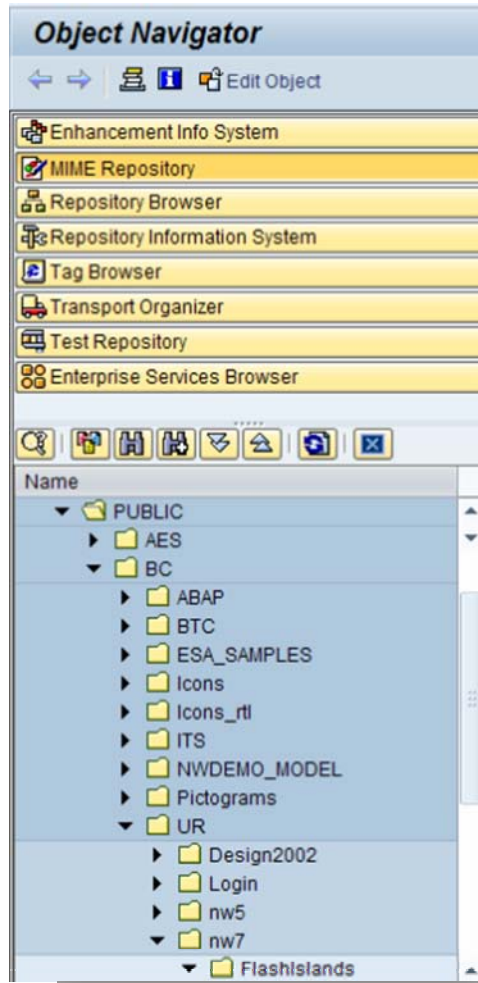 Object Navigator
Edit Object
Enhancement Info System
MIME Repository
Repository Browser
Repository Information System
Tag Browser
Transport Organizer
Test Repository
Enterprise Services Browser
Name
PUBLIC
AES
BC
ABAP
BTC
ESA_SAMPLES
Icons
Icons_rtl
ITS
NWDEMO_MODEL
Pictograms
UR
Design2002
Login
nw5
nw7
FlashIslands